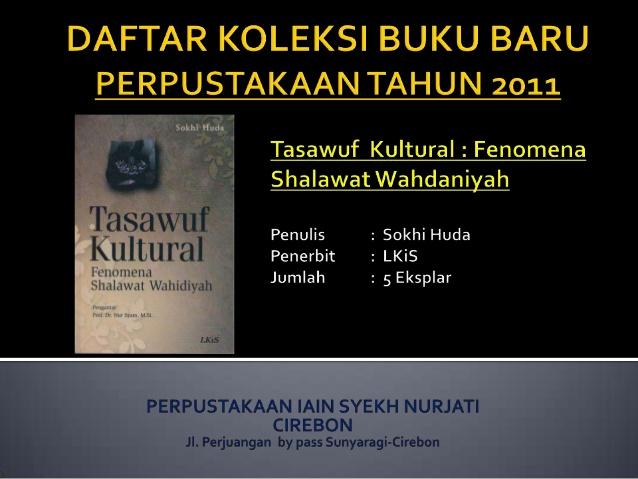 DAFTAR KOLEKSI BUKU BARU
PERPUSTAKAAN TAHUN 2011
Sokhi Huda
Tasawuf
Kultural
Fenomena
Shalawat Wahidiyah
Pengantar
Prof. Dr. Nur Syam, M.Si.
LKiS
Tasawuf Kultural : Fenomena
Shalawat Wahdaniyah
Penulis : Sokhi Huda
Penerbit : LKiS
Jumlah : 5 Eksplar
PERPUSTAKAAN IAIN SYEKH NURJATI
CIREBON
Jl. Perjuangan by pass Sunyaragi-Cirebon